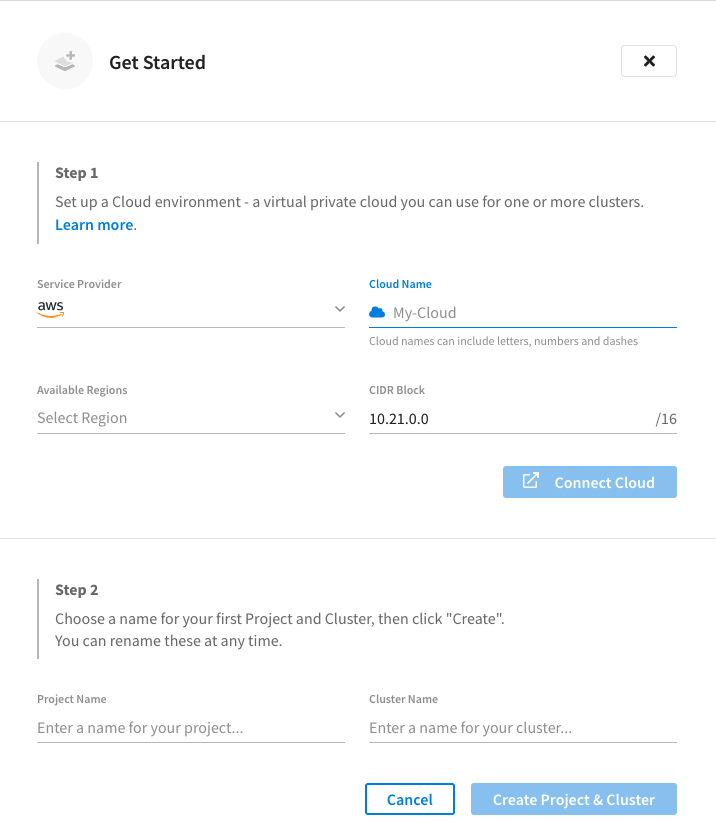 Get Started
Step 1
Set up a Cloud environment - a virtual private cloud you can use for one or more clusters.
Learn more.
Service Provider
aws
Cloud Name
My-Cloud
Cloud names can include letters, numbers and dashes
Available Regions
Select Region
CIDR Block
10.21.0.0 /16
Connect Cloud
Step 2
Choose a name for your first Project and Cluster, then click "Create".
You can rename these at any time.
Project Name
Enter a name for your project...
Cluster Name
Enter a name for your cluster...
Cancel
Create Project & Cluster